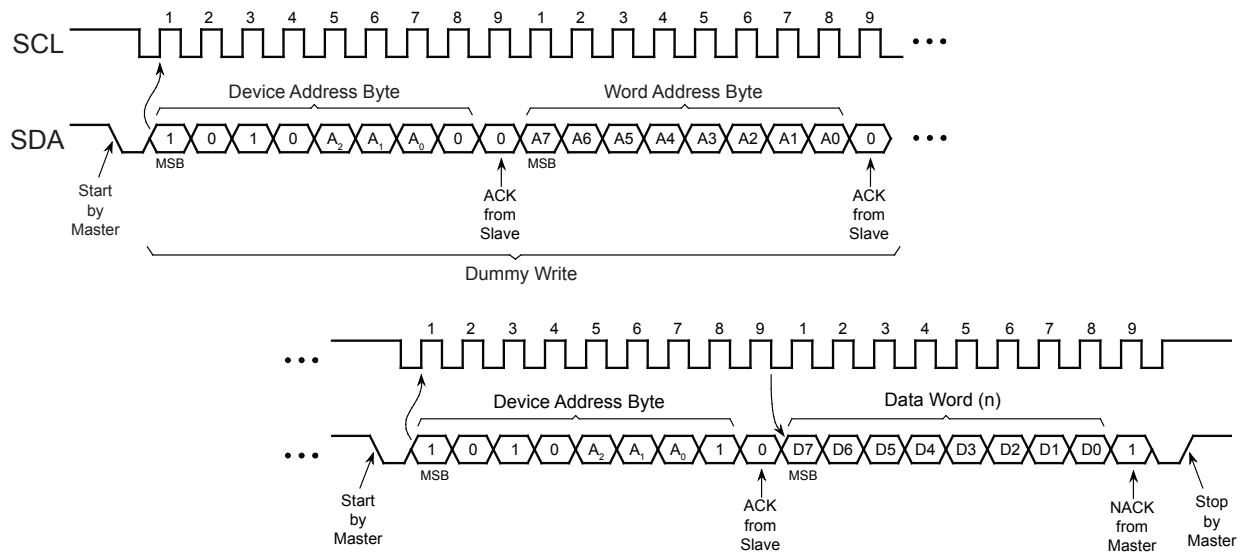 1 2 3 4 5 6 7 8 9 1 2 3 4 5 6 7 8 9
SCL
Device Address Byte Word Address Byte
SDA 1 0 1 0 A2 A1 A0 0 0 A7 A6 A5 A4 A3 A2 A1 A0 0
MSB MSB
Start by Master
ACK from Slave
ACK from Slave
Dummy Write
1 2 3 4 5 6 7 8 9 1 2 3 4 5 6 7 8 9
Device Address Byte Data Word (n)
1 0 1 0 A2 A1 A0 1 0 D7 D6 D5 D4 D3 D2 D1 D0 1
MSB MSB
Start by Master
ACK from Slave
NACK from Master
Stop by Master